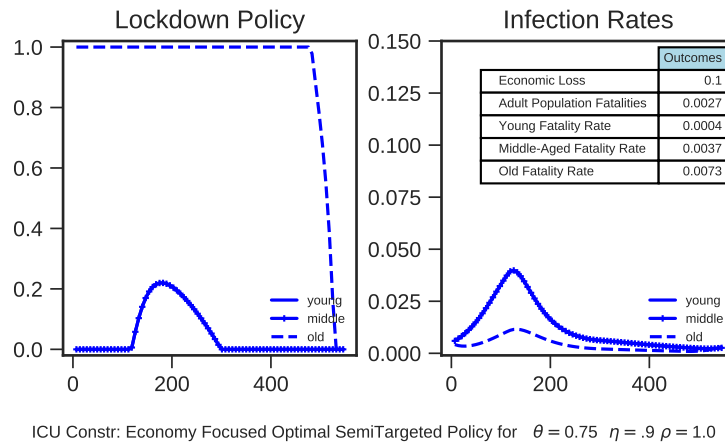 Lockdown Policy
1.0
0.8
0.6
0.4
0.2
0.0
0
200
400
young
middle
old
Infection Rates
0.150
0.125
0.100
0.075
0.050
0.025
0.000
0
200
400
Outcomes
Economic Loss 0.1
Adult Population Fatalities 0.0027
Young Fatality Rate 0.0004
Middle-Aged Fatality Rate 0.0037
Old Fatality Rate 0.0073
young
middle
old
ICU Constr: Economy Focused Optimal SemiTargeted Policy for θ = 0.75 η = .9 ρ = 1.0